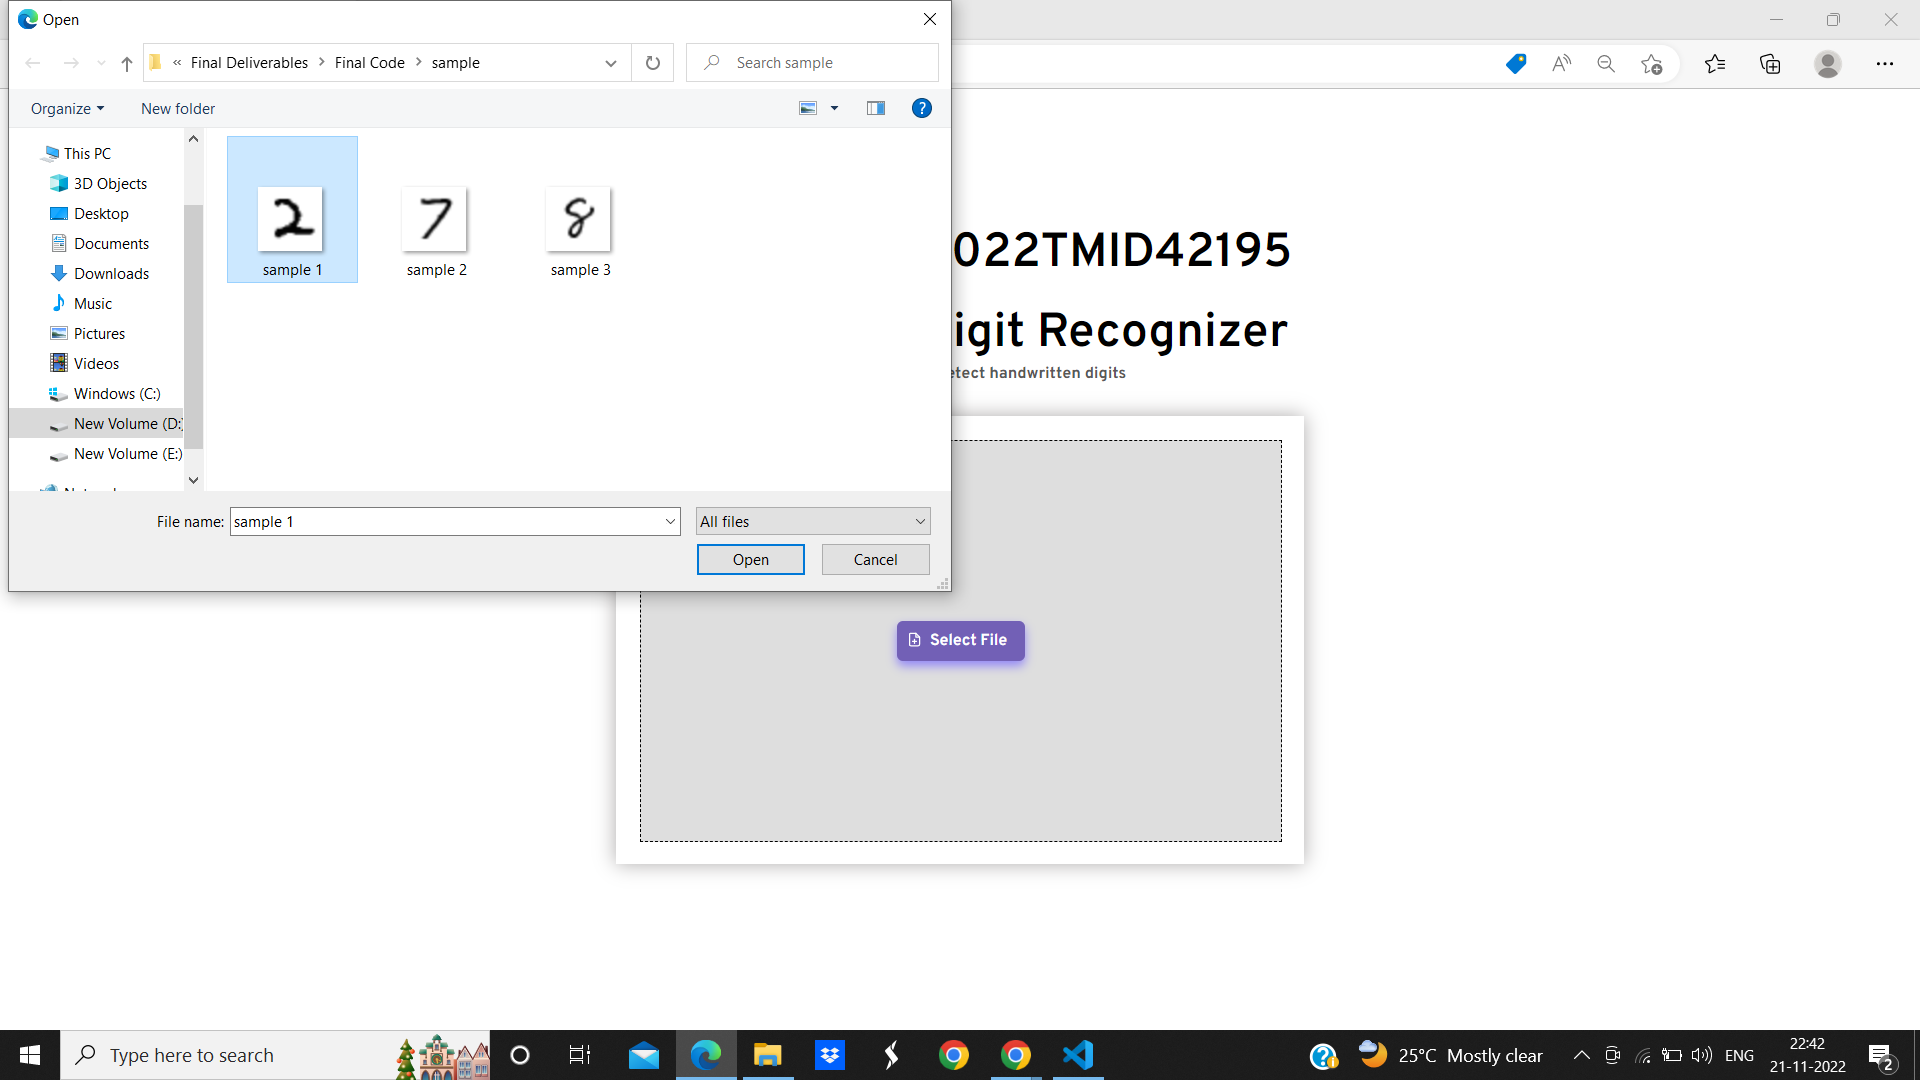 Open
« Final Deliverables > Final Code > sample
Search sample
Organize
New folder
?
This PC
3D Objects
Desktop
Documents
Downloads
Music
Pictures
Videos
Windows (C:)
New Volume (D:)
New Volume (E:)
2
7
8
sample 1
sample 2
sample 3
File name: sample 1
All files
Open
Cancel
022TMID42195
igit Recognizer
etect handwritten digits
Select File
Type here to search
25°C Mostly clear
ENG
22:42
21-11-2022
2